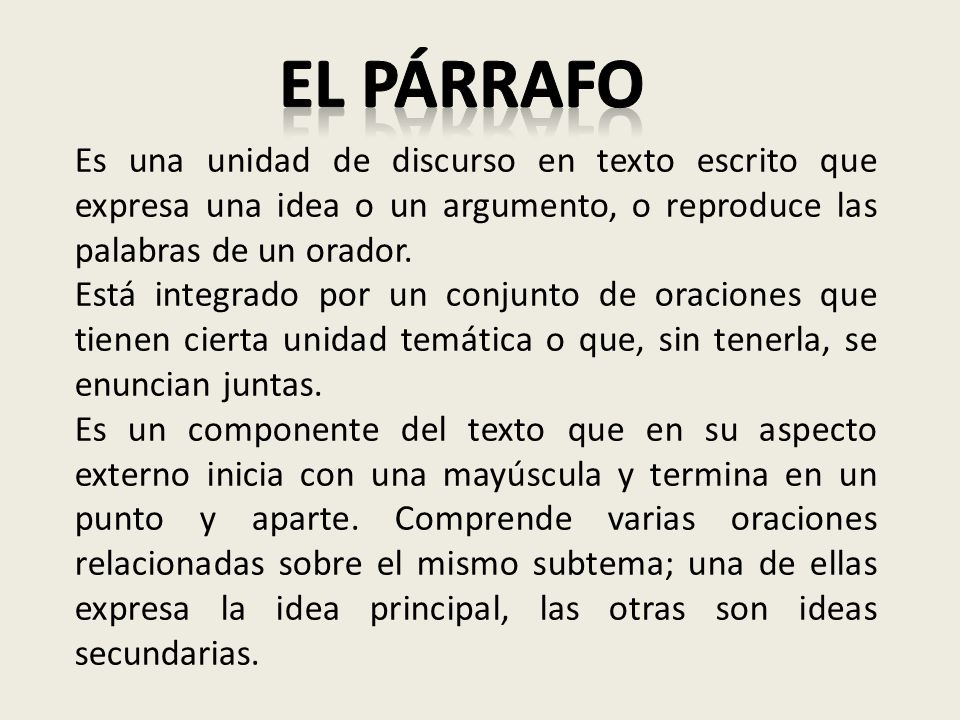 EL PÁRRAFO
Es una unidad de discurso en texto escrito que
expresa una idea o un argumento, o reproduce las
palabras de un orador.
Está integrado por un conjunto de oraciones que
tienen cierta unidad temática o que, sin tenerla, se
enuncian juntas.
Es un componente del texto que en su aspecto
externo inicia con una mayúscula y termina en un
punto y aparte. Comprende varias oraciones
relacionadas sobre el mismo subtema; una de ellas
expresa la idea principal, las otras son ideas
secundarias.